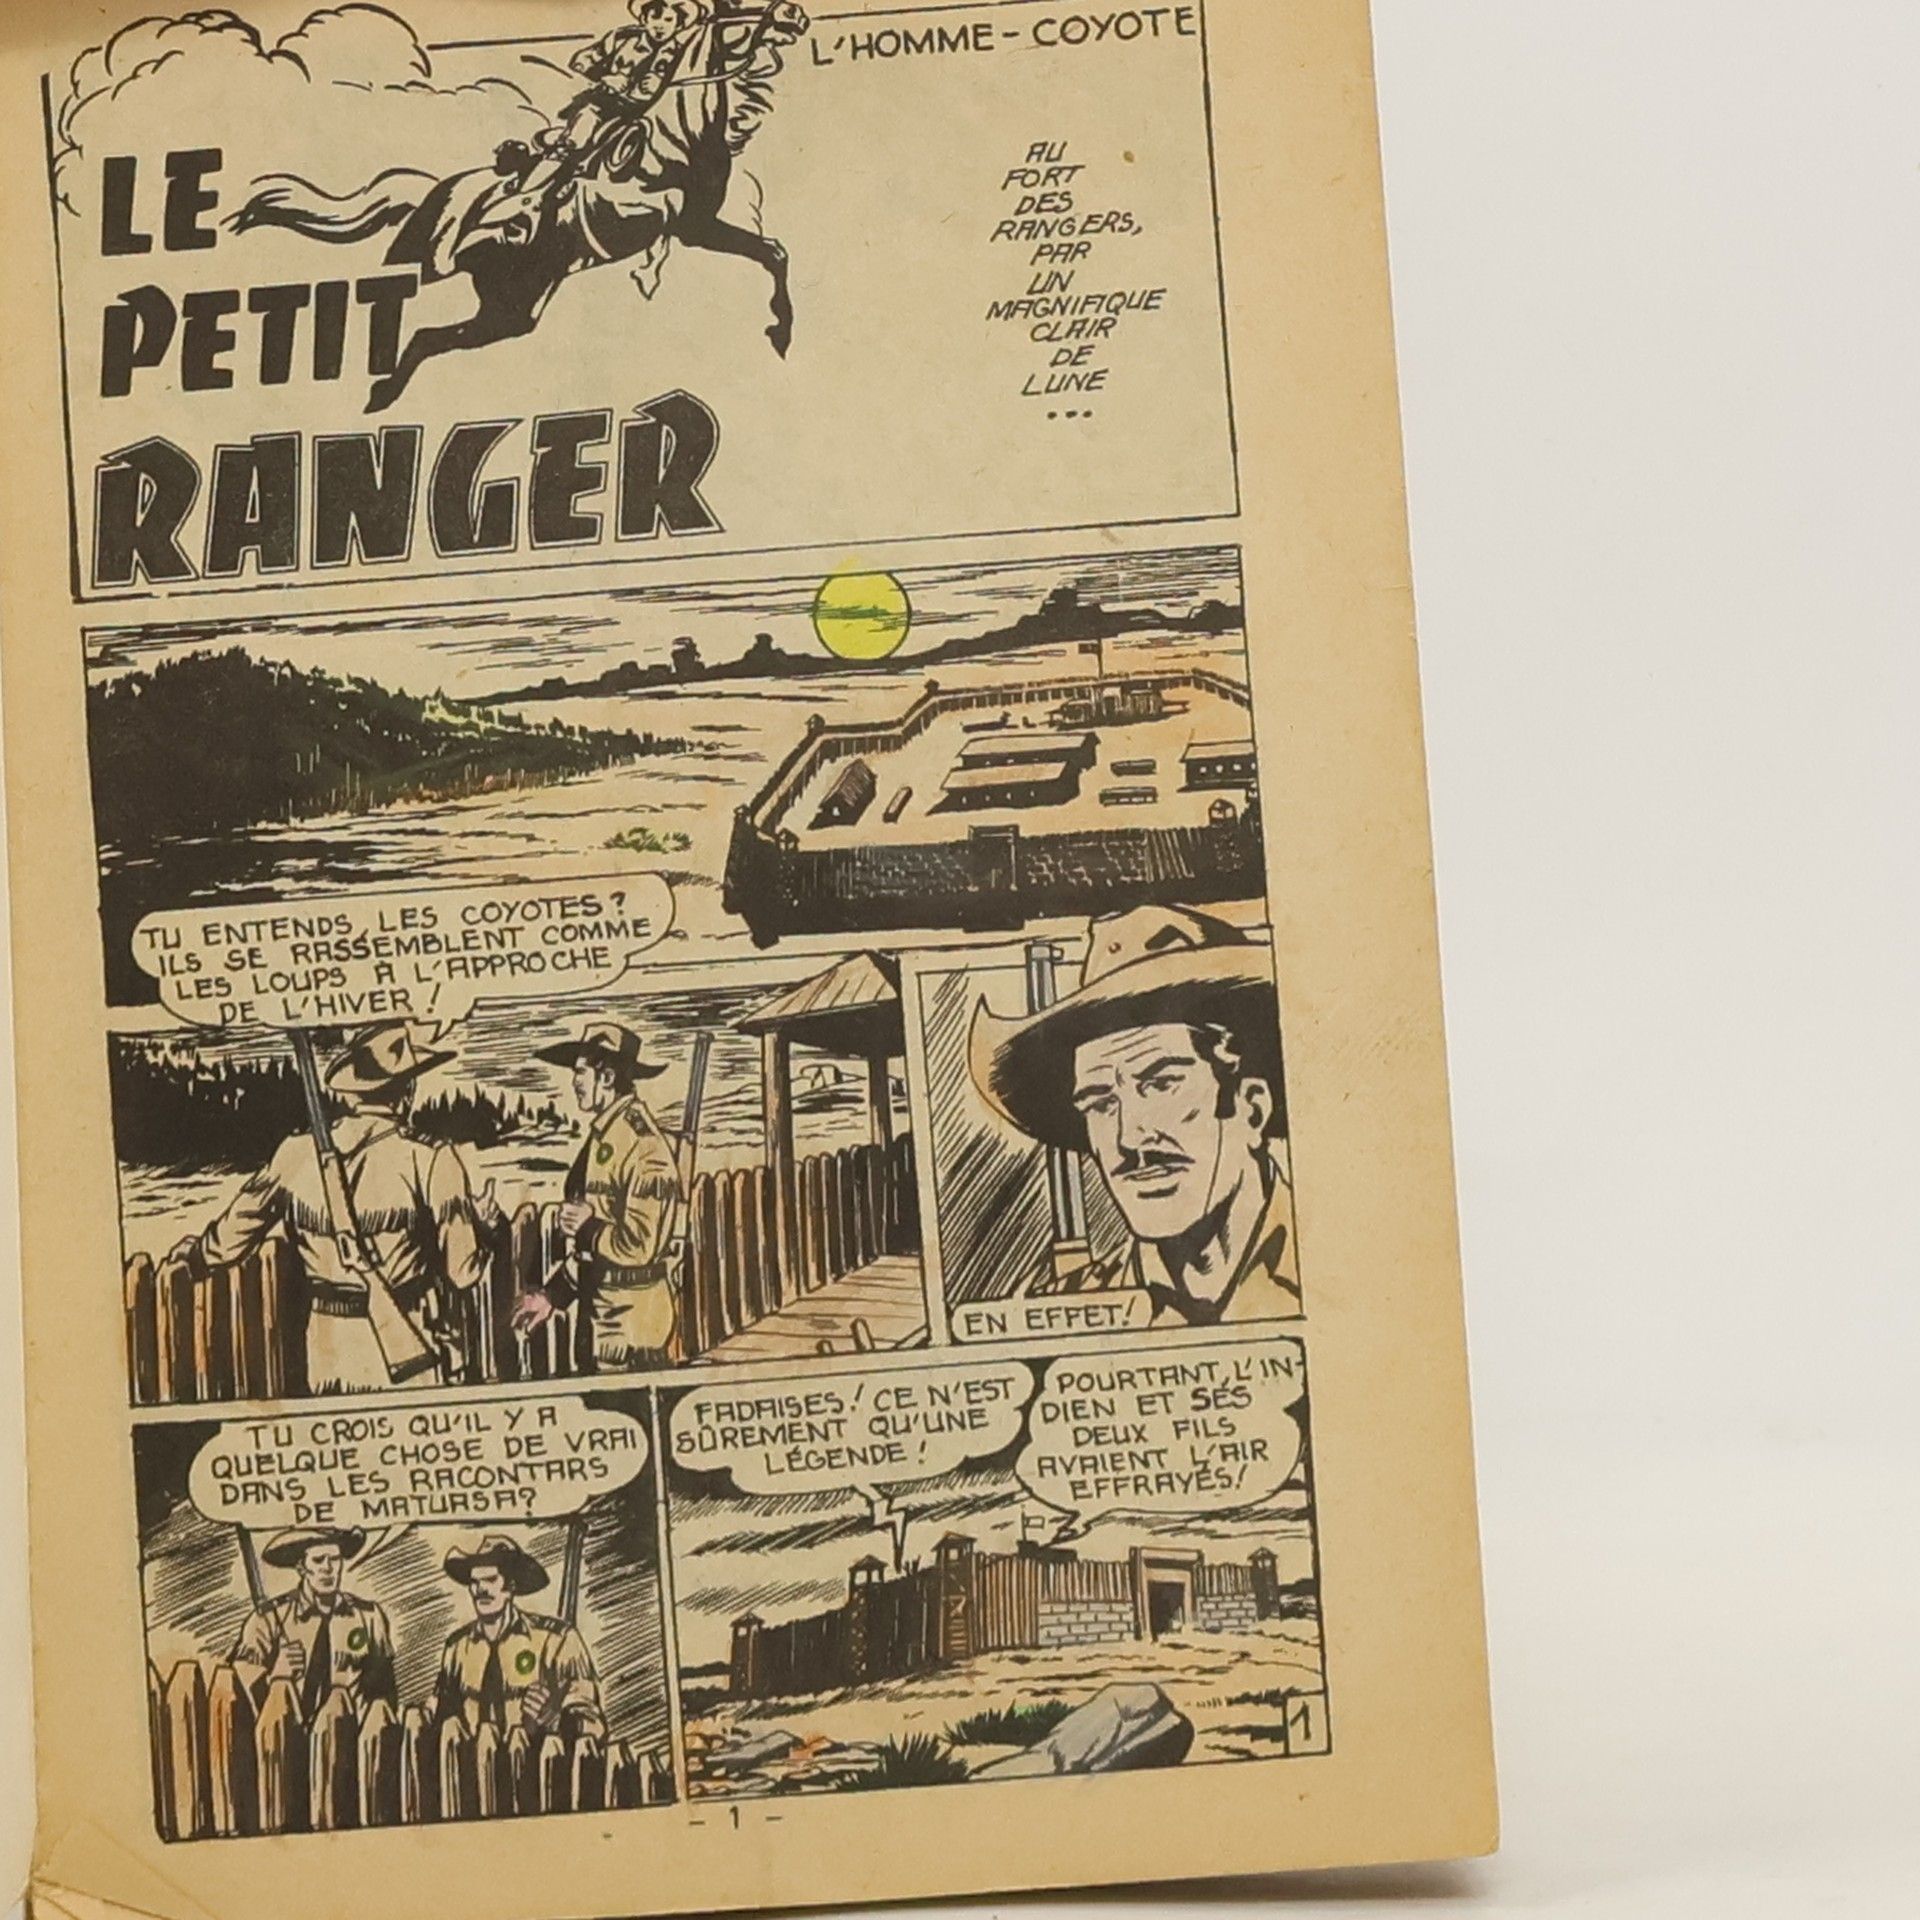 L'HOMME-COYOTE
LE
PETIT
RANGER
AU
FORT
DES
RANGERS,
PAR
UN
MAGNIFIQUE
CLAIR
DE
LUNE
...
TU ENTENDS, LES COYOTES?
ILS SE RASSEMBLENT COMME
LES LOUPS À L'APPROCHE
DE L'HIVER!
EN EFFET!
TU CROIS QU'IL Y A
QUELQUE CHOSE DE VRAI
DANS LES RACONTARS
DE MATUASA?
FADAISES! CE N'EST
SÛREMENT QU'UNE
LÉGENDE!
POURTANT, L'IN-
DIEN ET SES
DEUX FILS
AVAIENT L'AIR
EFFRAYÉS!
1
- 1 -